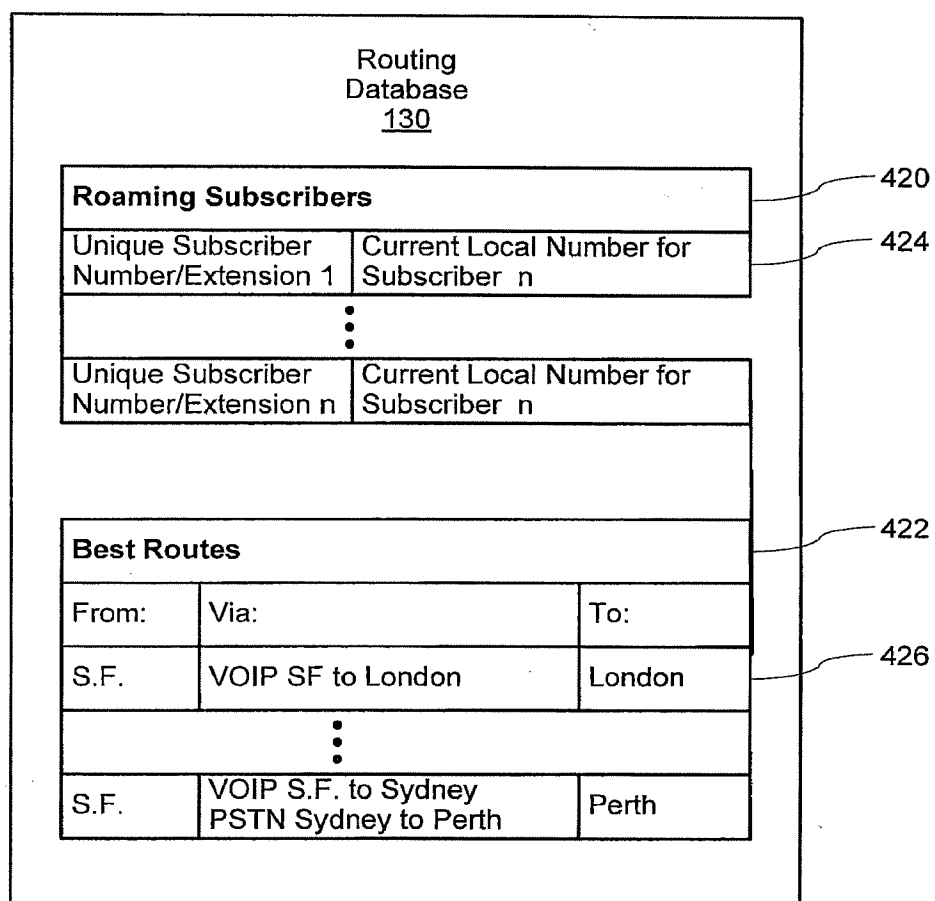 Routing
Database
130
420
Roaming Subscribers
424
Unique Subscriber
Number/Extension 1
Current Local Number for
Subscriber n
Unique Subscriber
Number/Extension n
Current Local Number for
Subscriber n
422
Best Routes
From:
Via:
To:
426
S.F.
VOIP SF to London
London
S.F.
VOIP S.F. to Sydney
PSTN Sydney to Perth
Perth